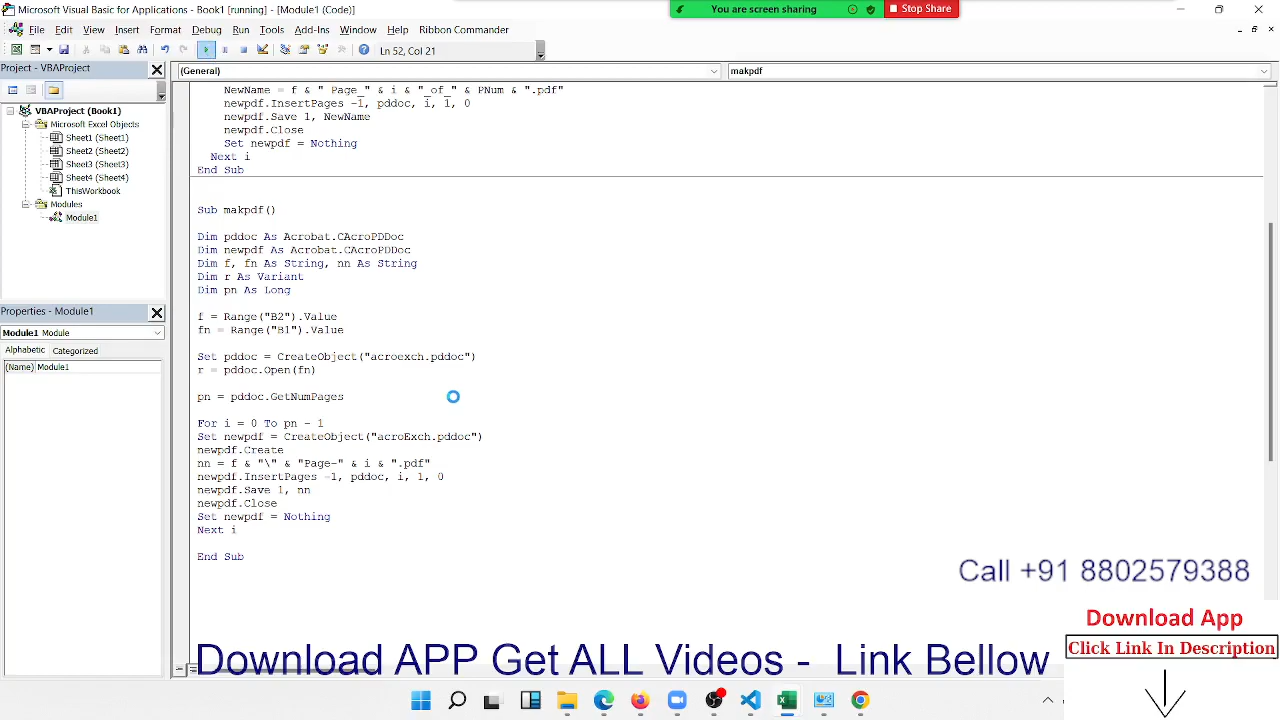 Microsoft Visual Basic for Applications - Book1 [running] - [Module1 (Code)]
You are screen sharing
Stop Share
File Edit View Insert Format Debug Run Tools Add-Ins Window Help Ribbon Commander
Ln 52, Col 21
Project - VBAProject
(General)
makpdf
VBAProject (Book1)
Microsoft Excel Objects
Sheet1 (Sheet1)
Sheet2 (Sheet2)
Sheet3 (Sheet3)
Sheet4 (Sheet4)
ThisWorkbook
Modules
Module1
Properties - Module1
Module1 Module
Alphabetic Categorized
(Name) Module1
NewName = f & " Page_" & i & "_of_" & PNum & ".pdf"
newpdf.InsertPages -1, pddoc, i, 1, 0
newpdf.Save 1, NewName
newpdf.Close
Set newpdf = Nothing
Next i
End Sub
Sub makpdf()
Dim pddoc As Acrobat.CAcroPDDoc
Dim newpdf As Acrobat.CAcroPDDoc
Dim f, fn As String, nn As String
Dim r As Variant
Dim pn As Long
f = Range("B2").Value
fn = Range("B1").Value
Set pddoc = CreateObject("acroexch.pddoc")
r = pddoc.Open(fn)
pn = pddoc.GetNumPages
For i = 0 To pn - 1
Set newpdf = CreateObject("acroExch.pddoc")
newpdf.Create
nn = f & "\" & "Page-" & i & ".pdf"
newpdf.InsertPages -1, pddoc, i, 1, 0
newpdf.Save 1, nn
newpdf.Close
Set newpdf = Nothing
Next i
End Sub
Call +91 8802579388
Download App
Click Link In Description
Download APP Get ALL Videos - Link Bellow